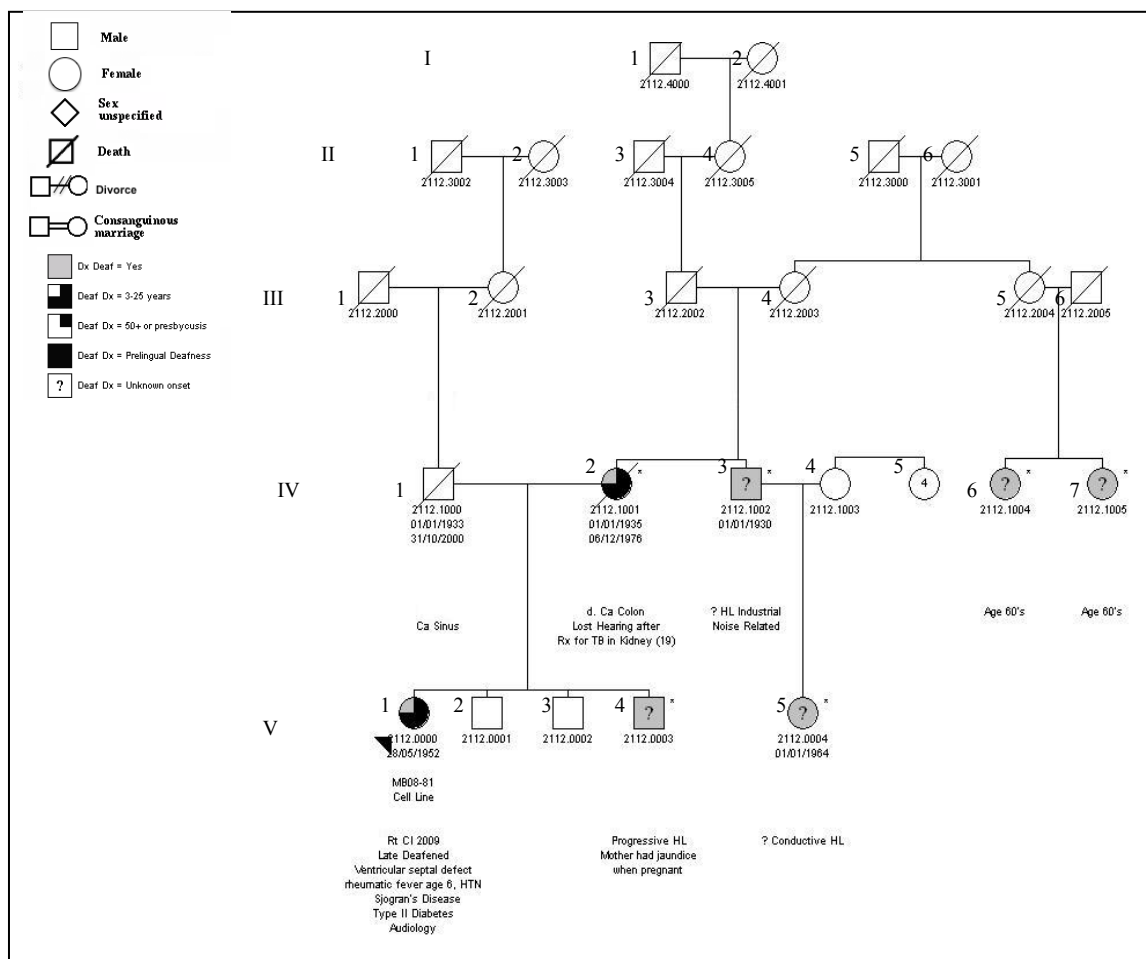 Male
Female
Sex
unspecified
Death
Divorce
Consanguinous
marriage
Dx Deaf = Yes
Deaf Dx = 3-25 years
Deaf Dx = 50+ or presbycusis
Deaf Dx = Prelingual Deafness
? Deaf Dx = Unknown onset
I
1 2
2112.4000 2112.4001
II
1 2 3 4 5 6
2112.3002 2112.3003 2112.3004 2112.3005 2112.3000 2112.3001
III
1 2 3 4 5 6
2112.2000 2112.2001 2112.2002 2112.2003 2112.2004 2112.2005
IV
1 2 * 3 ? * 4 5 4 6 ? * 7 ? *
2112.1000 2112.1001 2112.1002 2112.1003 2112.1004 2112.1005
01/01/1933 01/01/1935 01/01/1930
31/10/2000 06/12/1976
Ca Sinus
d. Ca Colon
Lost Hearing after
Rx for TB in Kidney (19)
? HL Industrial
Noise Related
Age 60's
Age 60's
V
1 2 3 4 ? * 5 ? *
2112.0000 2112.0001 2112.0002 2112.0003 2112.0004
28/05/1952 01/01/1964
MB08-81
Cell Line
Rt CI 2009
Late Deafened
Ventricular septal defect
rheumatic fever age 6, HTN
Sjogran's Disease
Type II Diabetes
Audiology
Progressive HL
Mother had jaundice
when pregnant
? Conductive HL